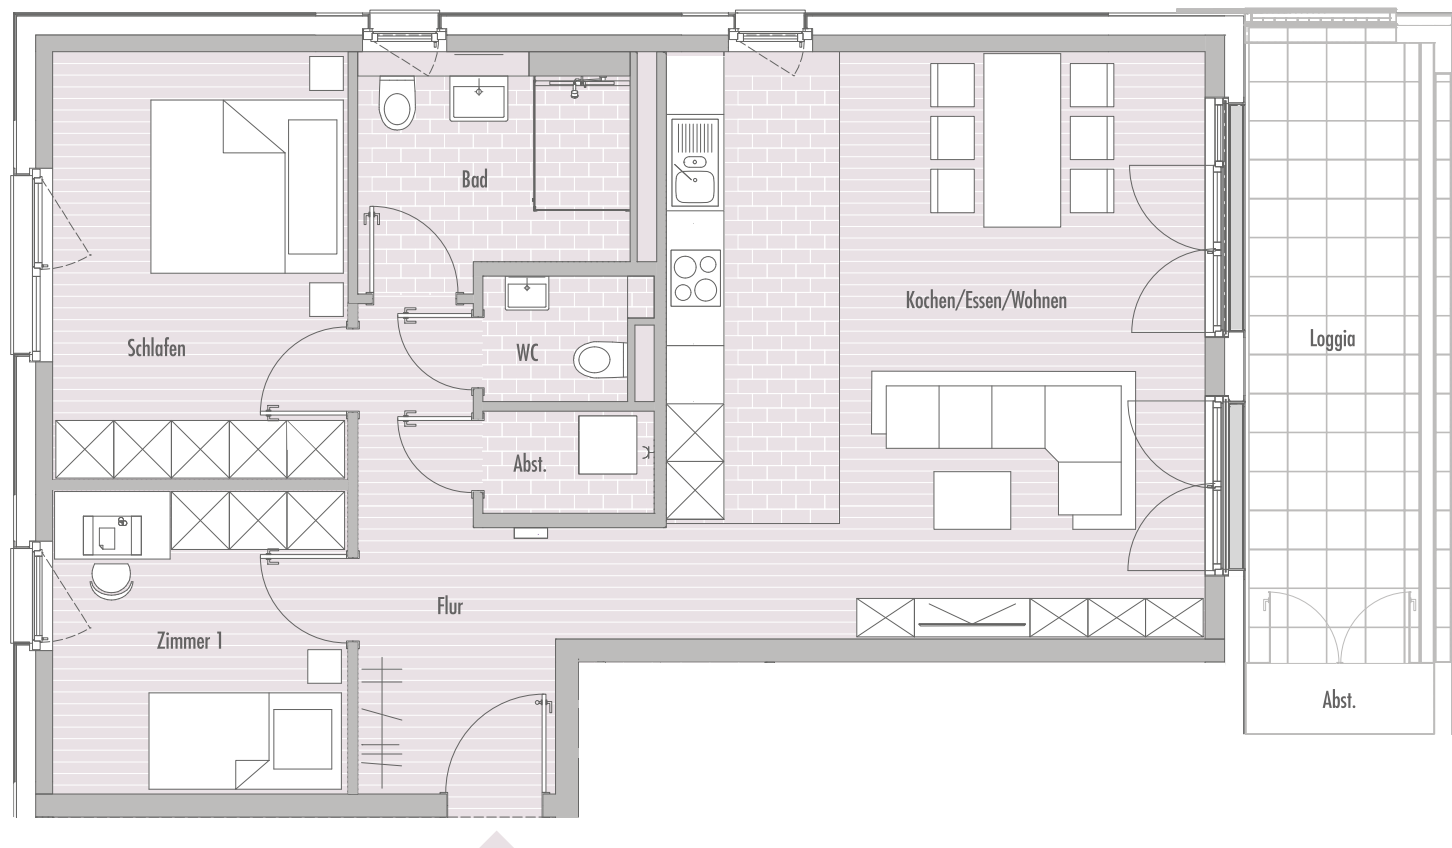 Bad
Kochen/Essen/Wohnen
Loggia
Schlafen
WC
Abst.
Flur
Zimmer 1
Abst.